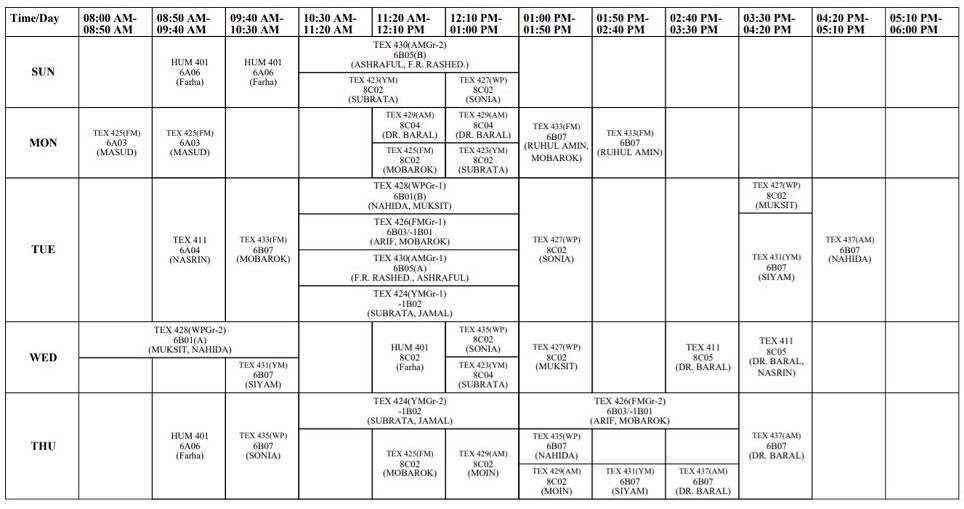 Time/Day
08:00 AM-
08:50 AM
08:50 AM-
09:40 AM
09:40 AM-
10:30 AM
10:30 AM-
11:20 AM
11:20 AM-
12:10 PM
12:10 PM-
01:00 PM
01:00 PM-
01:50 PM
01:50 PM-
02:40 PM
02:40 PM-
03:30 PM
03:30 PM-
04:20 PM
04:20 PM-
05:10 PM
05:10 PM-
06:00 PM
SUN
HUM 401
6A06
(Farha)
HUM 401
6A06
(Farha)
TEX 430(AMGr-2)
6B05(B)
(ASHRAFUL, F.R. RASHED.)
TEX 423(YM)
8C02
(SUBRATA)
TEX 427(WP)
8C02
(SONIA)
MON
TEX 425(FM)
6A03
(MASUD)
TEX 425(FM)
6A03
(MASUD)
TEX 429(AM)
8C04
(DR. BARAL)
TEX 425(FM)
8C02
(MOBAROK)
TEX 429(AM)
8C04
(DR. BARAL)
TEX 423(YM)
8C02
(SUBRATA)
TEX 433(FM)
6B07
(RUHUL AMIN,
MOBAROK)
TEX 433(FM)
6B07
(RUHUL AMIN)
TUE
TEX 411
6A04
(NASRIN)
TEX 433(FM)
6B07
(MOBAROK)
TEX 428(WPGr-1)
6B01(B)
(NAHIDA, MUKSIT)
TEX 426(FMGr-1)
6B03/-1B01
(ARIF, MOBAROK)
TEX 430(AMGr-1)
6B05(A)
(F.R. RASHED., ASHRAFUL)
TEX 424(YMGr-1)
-1B02
(SUBRATA, JAMAL)
TEX 427(WP)
8C02
(SONIA)
TEX 427(WP)
8C02
(MUKSIT)
TEX 431(YM)
6B07
(SIYAM)
TEX 437(AM)
6B07
(NAHIDA)
WED
TEX 428(WPGr-2)
6B01(A)
(MUKSIT, NAHIDA)
TEX 431(YM)
6B07
(SIYAM)
HUM 401
8C02
(Farha)
TEX 435(WP)
8C02
(SONIA)
TEX 423(YM)
8C04
(SUBRATA)
TEX 427(WP)
8C02
(MUKSIT)
TEX 411
8C05
(DR. BARAL)
TEX 411
8C05
(DR. BARAL,
NASRIN)
THU
HUM 401
6A06
(Farha)
TEX 435(WP)
6B07
(SONIA)
TEX 424(YMGr-2)
-1B02
(SUBRATA, JAMAL)
TEX 425(FM)
8C02
(MOBAROK)
TEX 429(AM)
8C02
(MOIN)
TEX 426(FMGr-2)
6B03/-1B01
(ARIF, MOBAROK)
TEX 435(WP)
6B07
(NAHIDA)
TEX 429(AM)
8C02
(MOIN)
TEX 431(YM)
6B07
(SIYAM)
TEX 437(AM)
6B07
(DR. BARAL)
TEX 437(AM)
6B07
(DR. BARAL)